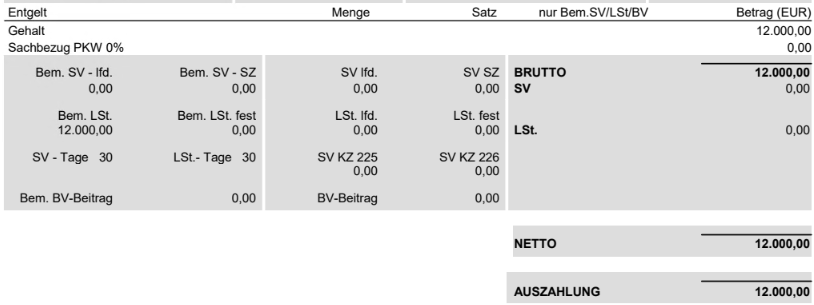 Entgelt Menge Satz nur Bem.SV/LSt/BV Betrag (EUR)
Gehalt 12.000,00
Sachbezug PKW 0% 0,00
Bem. SV - lfd. Bem. SV - SZ SV lfd. SV SZ BRUTTO 12.000,00
0,00 0,00 0,00 0,00 SV 0,00
Bem. LSt. Bem. LSt. fest LSt. lfd. LSt. fest
12.000,00 0,00 0,00 0,00 LSt. 0,00
SV - Tage 30 LSt.- Tage 30 SV KZ 225 SV KZ 226
0,00 0,00
Bem. BV-Beitrag 0,00 BV-Beitrag 0,00
NETTO 12.000,00
AUSZAHLUNG 12.000,00